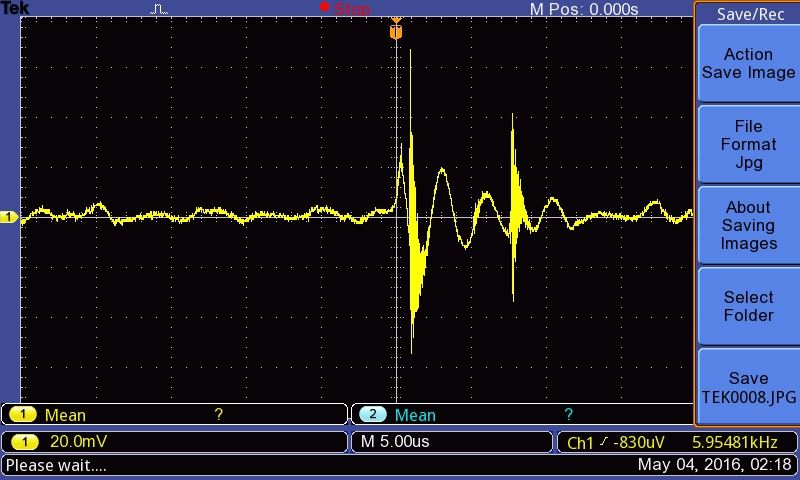 Tek
Stop
M Pos: 0.000s
Save/Rec
T
Action
Save Image
File
Format
Jpg
About
Saving
Images
Select
Folder
Save
TEK0008.JPG
1
1 Mean ?
2 Mean ?
1 20.0mV
M 5.00us
Ch1 -830uV 5.95481kHz
Please wait....
May 04, 2016, 02:18